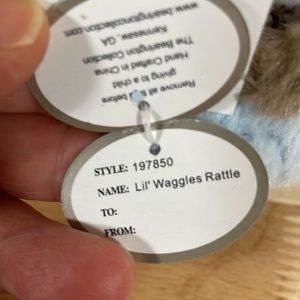 Remove all tags before
giving to a child
Hand Crafted in China
The Bearington Collection
Kennesaw, GA
www.bearingtoncollection.com
STYLE: 197850
NAME: Lil' Waggles Rattle
TO:
FROM: